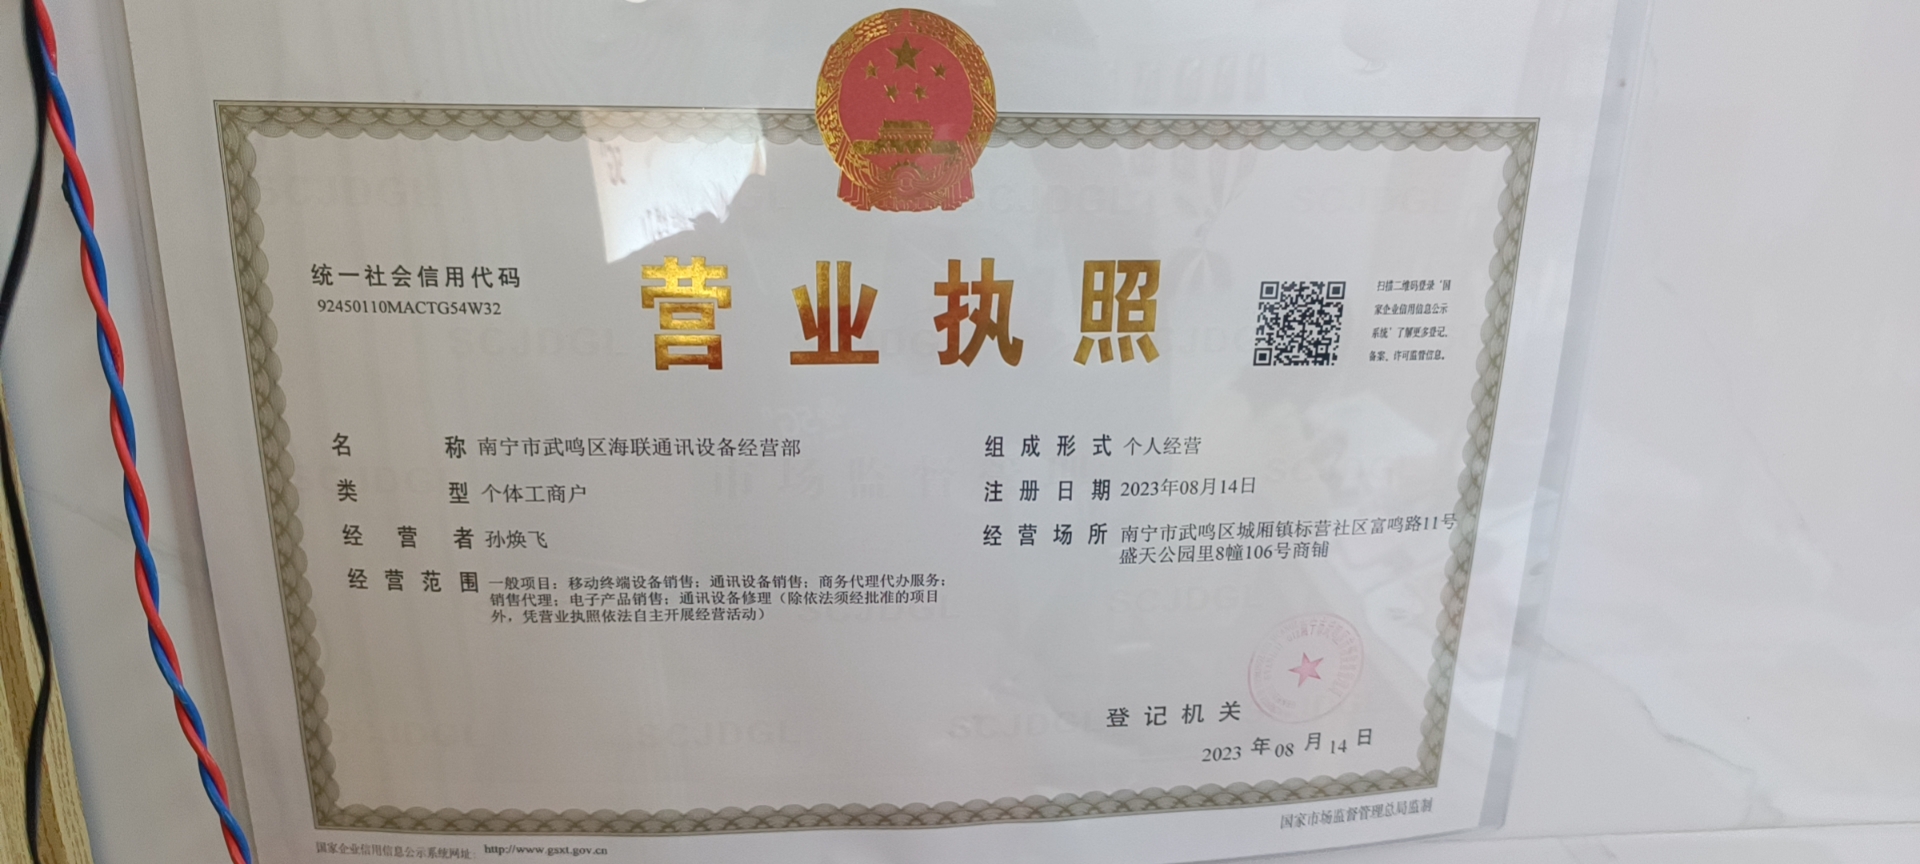 统一社会信用代码
92450110MACTG54W32
营业执照
扫描二维码登录‘国
家企业信用信息公示
系统’了解更多登记、
备案、许可监管信息。
名称 南宁市武鸣区海联通讯设备经营部
类型 个体工商户
经营者 孙焕飞
经营范围 一般项目：移动终端设备销售；通讯设备销售；商务代理代办服务；
销售代理；电子产品销售；通讯设备修理（除依法须经批准的项目
外，凭营业执照依法自主开展经营活动）
组成形式 个人经营
注册日期 2023年08月14日
经营场所 南宁市武鸣区城厢镇标营社区富鸣路11号
盛天公园里8幢106号商铺
登记机关
2023年08月14日
国家企业信用信息公示系统网址：http://www.gsxt.gov.cn
国家市场监督管理总局监制